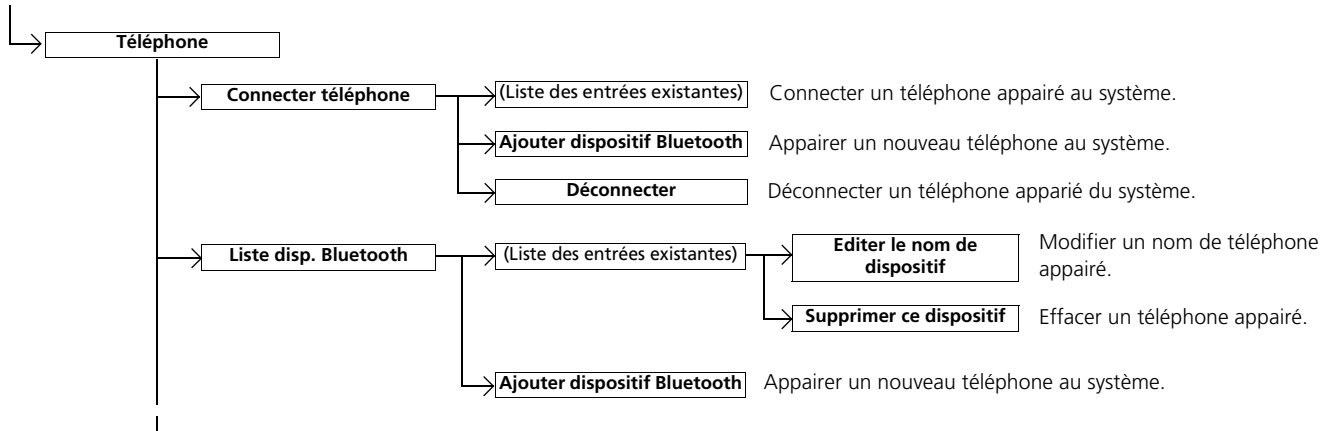 Téléphone
Connecter téléphone
(Liste des entrées existantes)
Connecter un téléphone appairé au système.
Ajouter dispositif Bluetooth
Appairer un nouveau téléphone au système.
Déconnecter
Déconnecter un téléphone apparié du système.
Liste disp. Bluetooth
(Liste des entrées existantes)
Editer le nom de
dispositif
Modifier un nom de téléphone
appairé.
Supprimer ce dispositif
Effacer un téléphone appairé.
Ajouter dispositif Bluetooth
Appairer un nouveau téléphone au système.